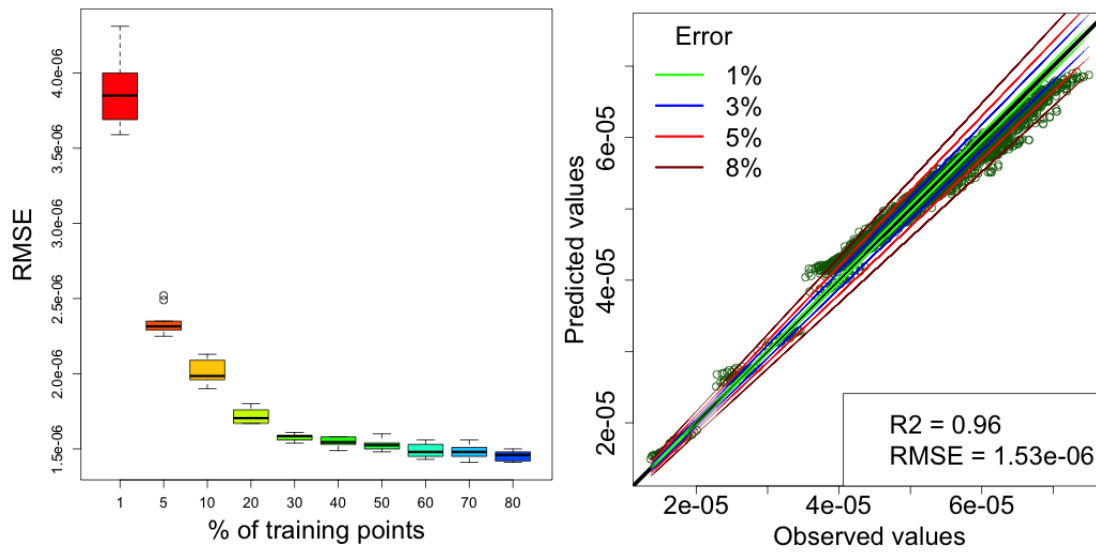 RMSE
4.0e-06
3.5e-06
3.0e-06
2.5e-06
2.0e-06
1.5e-06
1 5 10 20 30 40 50 60 70 80
% of training points
Predicted values
6e-05
4e-05
2e-05
Error
1%
3%
5%
8%
R2 = 0.96
RMSE = 1.53e-06
2e-05 4e-05 6e-05
Observed values